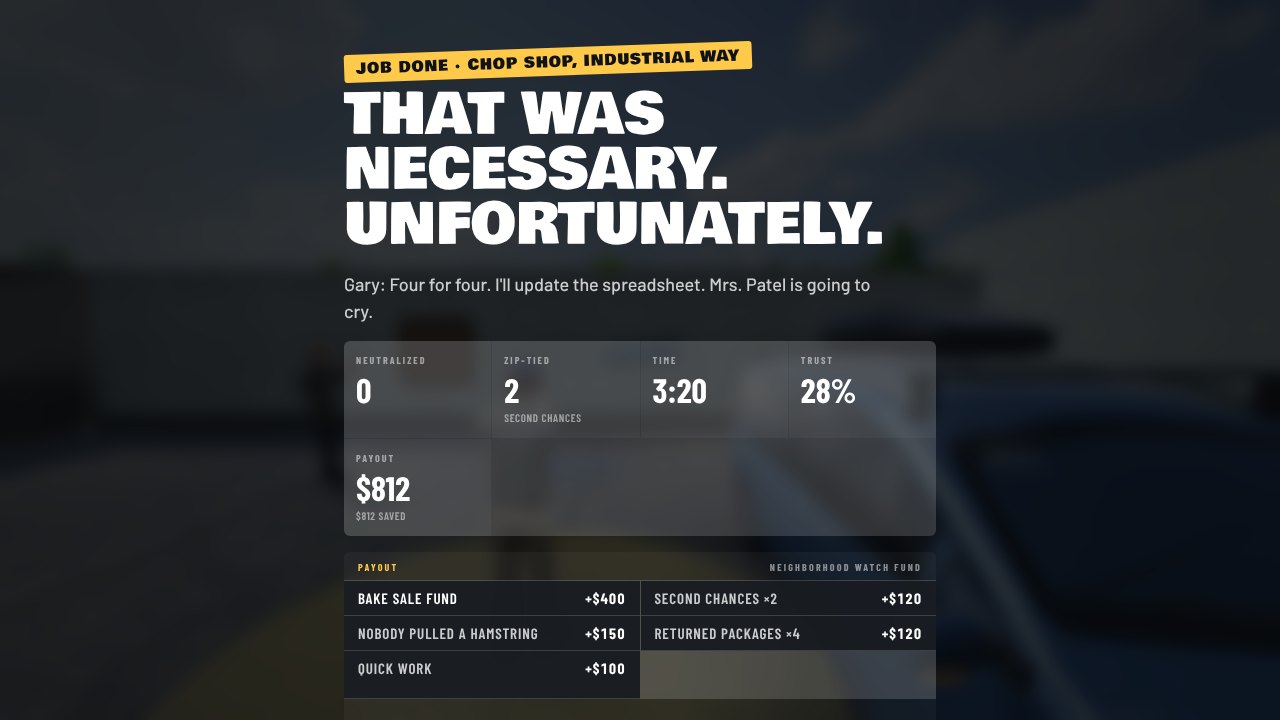 JOB DONE · CHOP SHOP, INDUSTRIAL WAY
THAT WAS
NECESSARY.
UNFORTUNATELY.
Gary: Four for four. I'll update the spreadsheet. Mrs. Patel is going to
cry.
NEUTRALIZED
0
ZIP-TIED
2
SECOND CHANCES
TIME
3:20
TRUST
28%
PAYOUT
$812
$812 SAVED
PAYOUT
NEIGHBORHOOD WATCH FUND
BAKE SALE FUND +$400
SECOND CHANCES ×2 +$120
NOBODY PULLED A HAMSTRING +$150
RETURNED PACKAGES ×4 +$120
QUICK WORK +$100